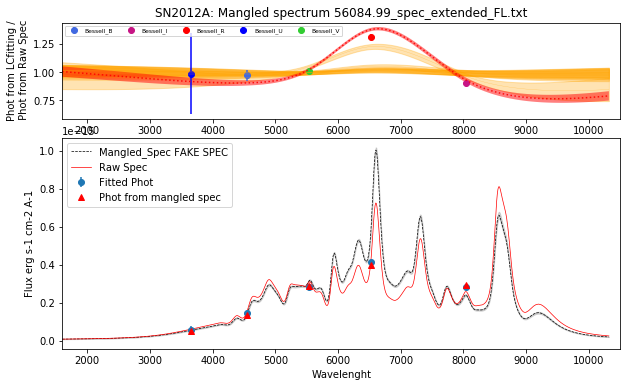 SN2012A: Mangled spectrum 56084.99_spec_extended_FL.txt
Phot from LCfitting /
Phot from Raw Spec
1.25
1.00
0.75
Bessell_B
Bessell_I
Bessell_R
Bessell_U
Bessell_V
2000 3000 4000 5000 6000 7000 8000 9000 10000
1e−15
Flux erg s-1 cm-2 A-1
1.0
0.8
0.6
0.4
0.2
0.0
Mangled_Spec FAKE SPEC
Raw Spec
Fitted Phot
Phot from mangled spec
2000 3000 4000 5000 6000 7000 8000 9000 10000
Wavelenght